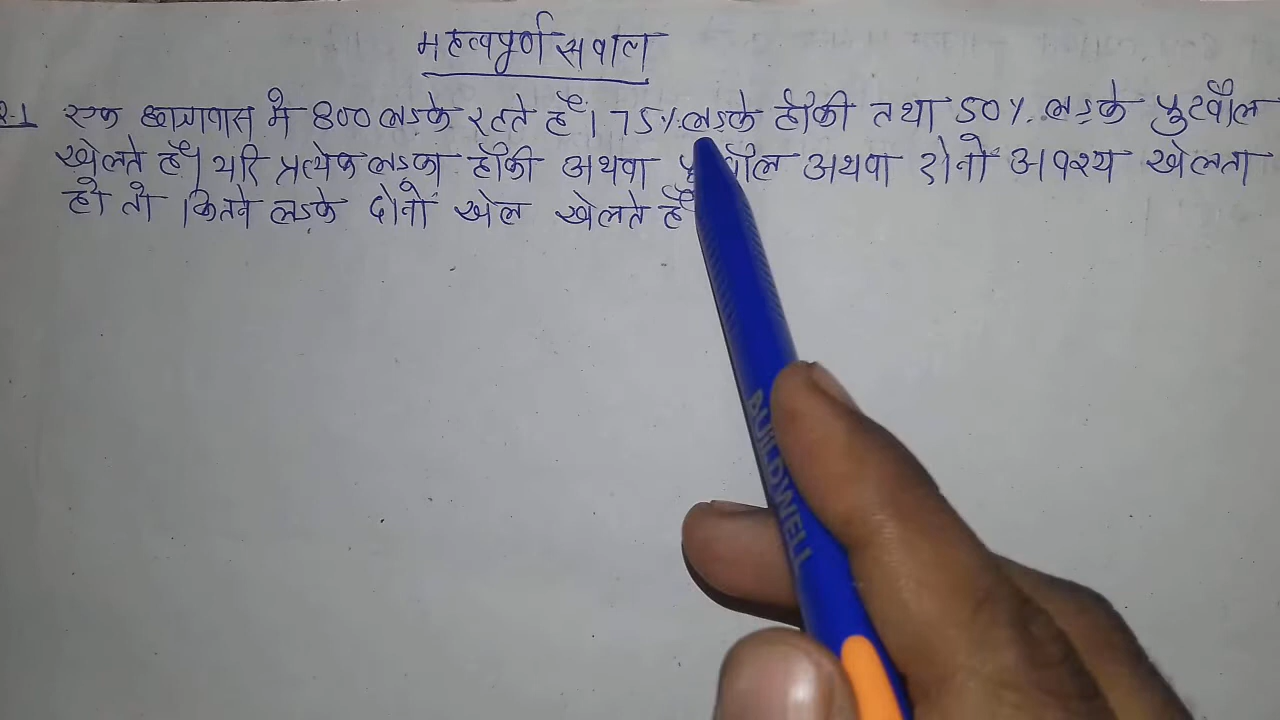 महत्वपूर्ण सवाल
Q-1 एक छात्रावास में 800 लड़के रहते हैं। 75% लड़के हॉकी तथा 50% लड़के फुटबॉल
खेलते हैं। यदि प्रत्येक लड़का हॉकी अथवा अथवा दोनों अवश्य खेलता
हो तो कितने लड़के दोनों खेल खेलते हैं
BUILDWELL